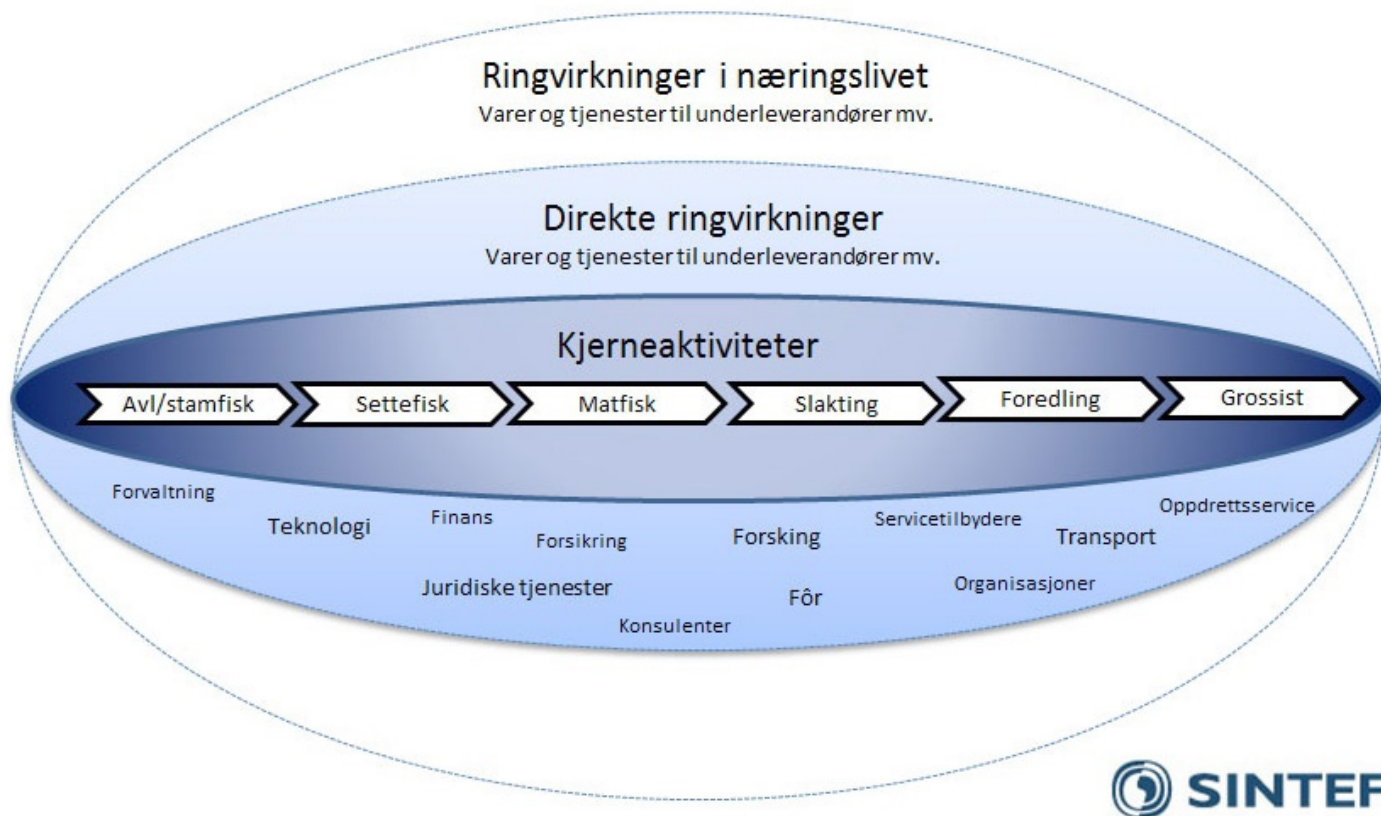 Ringvirkninger i næringslivet
Varer og tjenester til underleverandører mv.
Direkte ringvirkninger
Varer og tjenester til underleverandører mv.
Kjerneaktiviteter
Avl/stamfisk
Settefisk
Matfisk
Slakting
Foredling
Grossist
Forvaltning
Teknologi
Finans
Forsikring
Forsking
Servicetilbydere
Transport
Oppdrettsservice
Juridiske tjenester
Fôr
Organisasjoner
Konsulenter
SINTEF